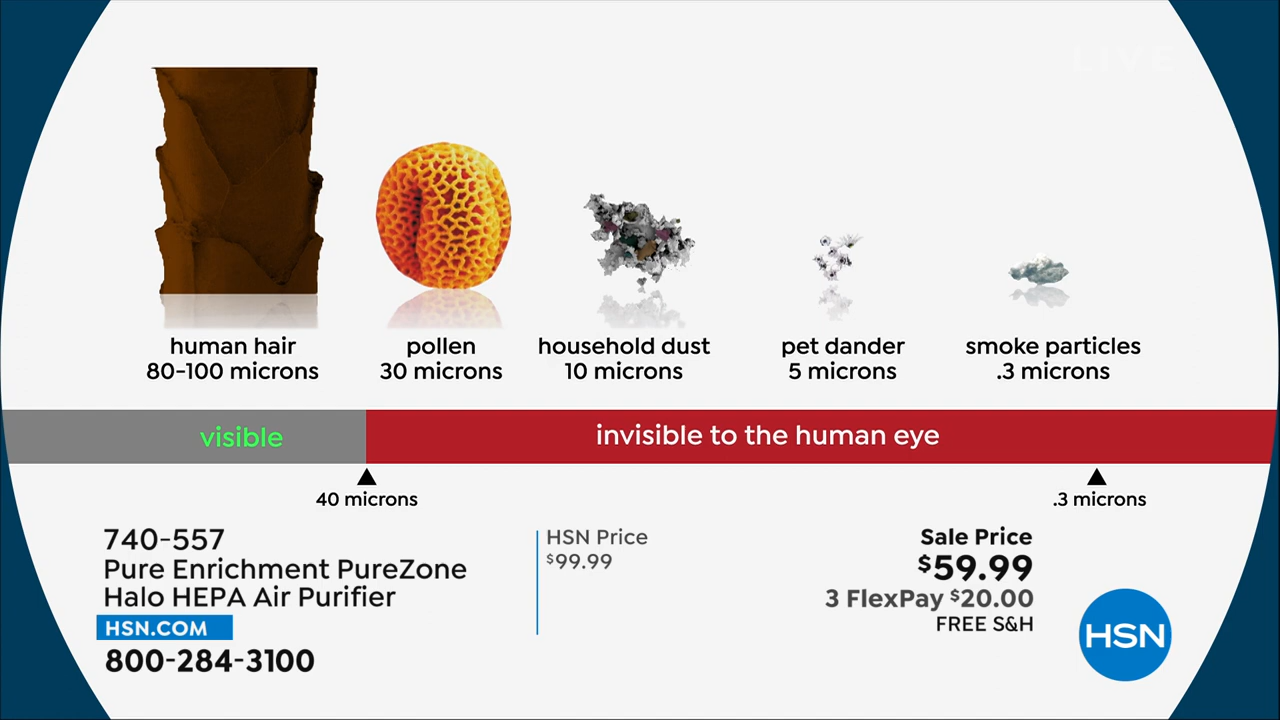 LIVE
human hair
80-100 microns
pollen
30 microns
household dust
10 microns
pet dander
5 microns
smoke particles
.3 microns
visible
invisible to the human eye
40 microns
.3 microns
740-557
Pure Enrichment PureZone
Halo HEPA Air Purifier
HSN.COM
800-284-3100
HSN Price
$99.99
Sale Price
$59.99
3 FlexPay $20.00
FREE S&H
HSN